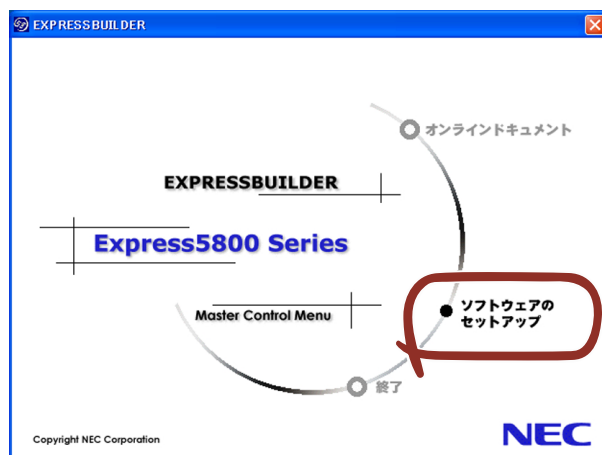 EXPRESSBUILDER
オンラインドキュメント
EXPRESSBUILDER
Express5800 Series
ソフトウェアの
セットアップ
Master Control Menu
終了
Copyright NEC Corporation
NEC